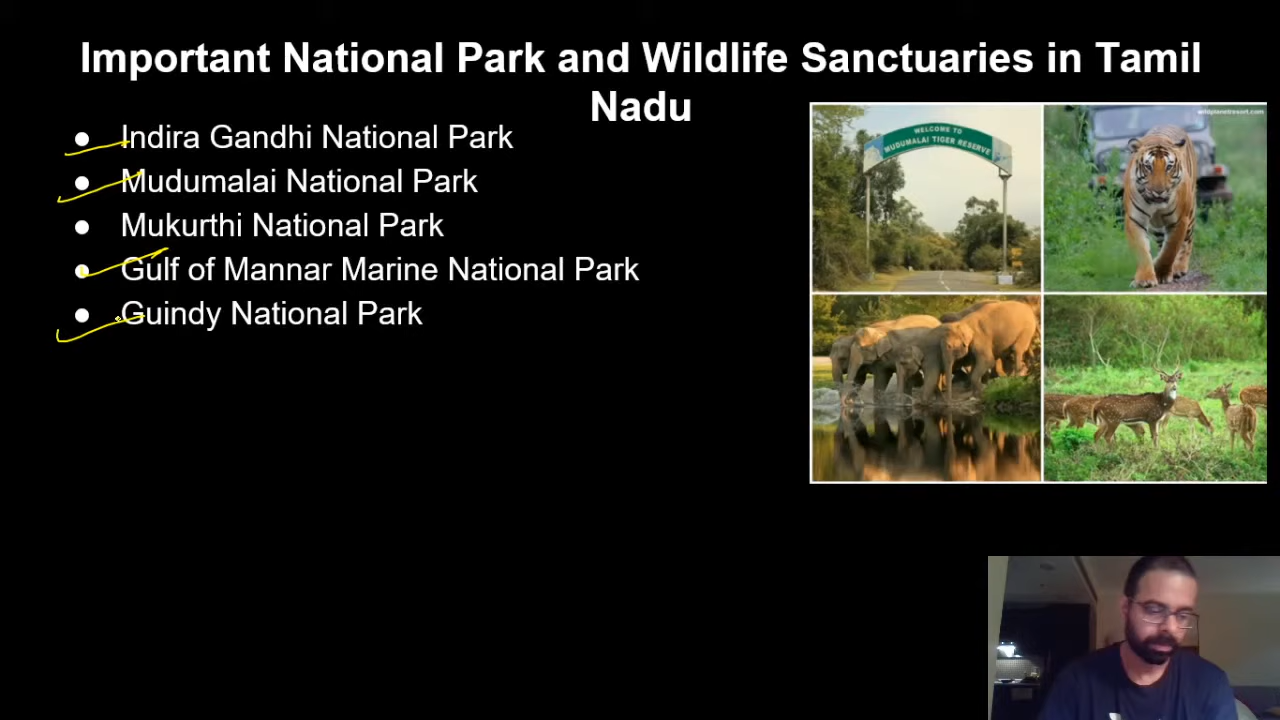 Important National Park and Wildlife Sanctuaries in Tamil
Nadu
● Indira Gandhi National Park
● Mudumalai National Park
● Mukurthi National Park
● Gulf of Mannar Marine National Park
● Guindy National Park
WELCOME TO
MUDUMALAI TIGER RESERVE